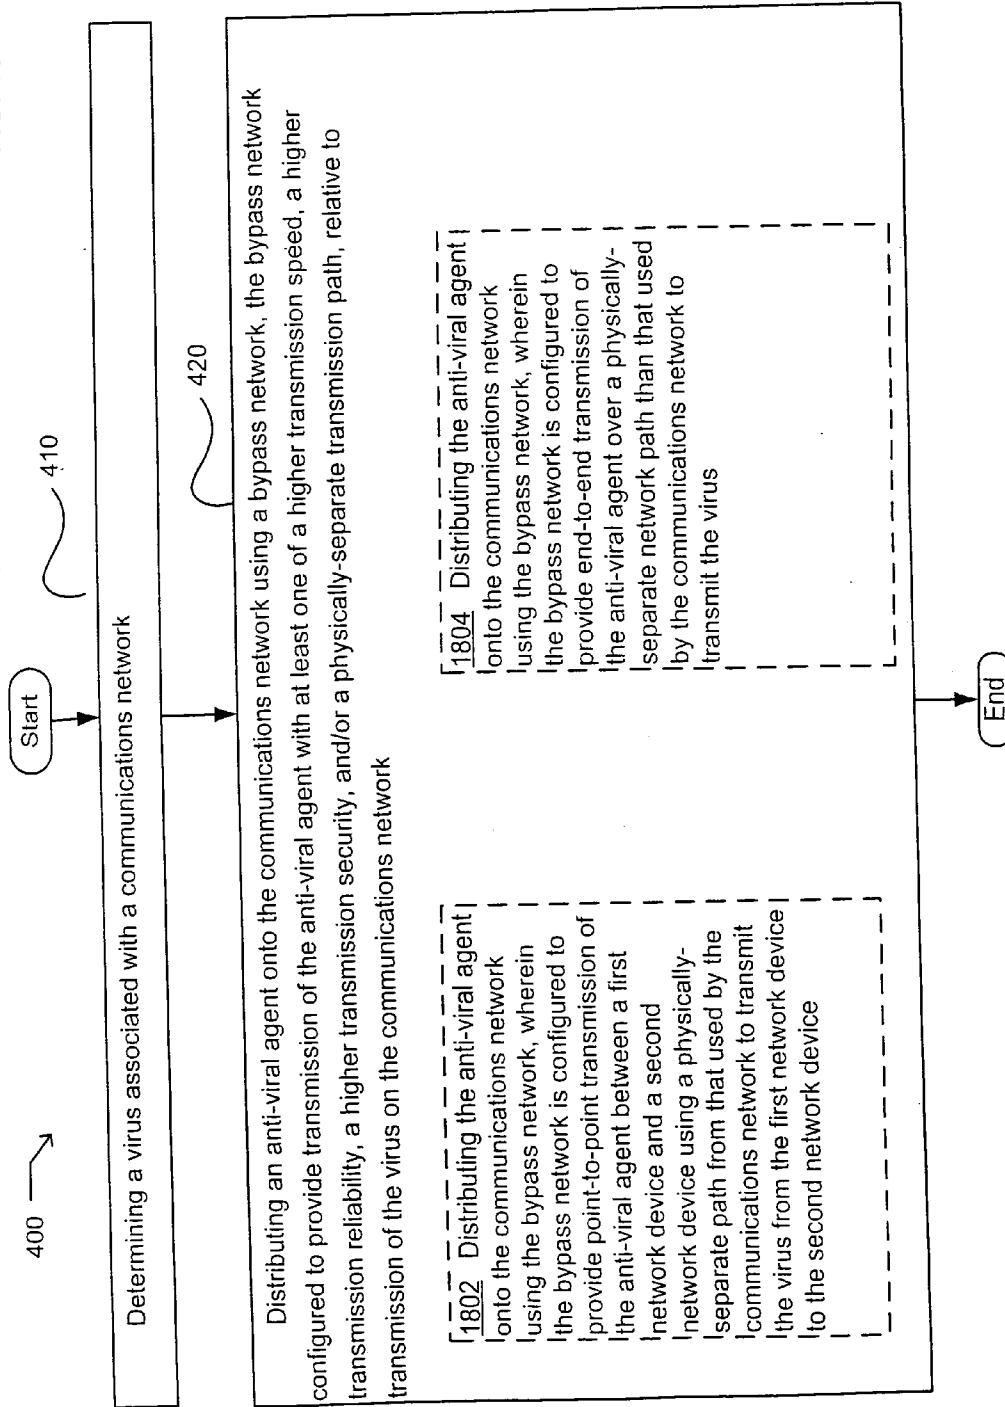 400
Start
410
Determining a virus associated with a communications network
420
Distributing an anti-viral agent onto the communications network using a bypass network, the bypass network
configured to provide transmission of the anti-viral agent with at least one of a higher transmission speed, a higher
transmission reliability, a higher transmission security, and/or a physically-separate transmission path, relative to
transmission of the virus on the communications network
1802 Distributing the anti-viral agent
onto the communications network
using the bypass network, wherein
the bypass network is configured to
provide point-to-point transmission of
the anti-viral agent between a first
network device and a second
network device using a physically-
separate path from that used by the
communications network to transmit
the virus from the first network device
to the second network device
1804 Distributing the anti-viral agent
onto the communications network
using the bypass network, wherein
the bypass network is configured to
provide end-to-end transmission of
the anti-viral agent over a physically-
separate network path than that used
by the communications network to
transmit the virus
End